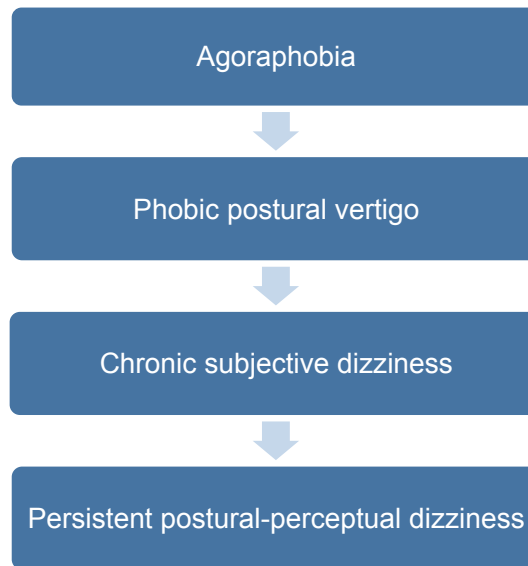 Agoraphobia
Phobic postural vertigo
Chronic subjective dizziness
Persistent postural-perceptual dizziness